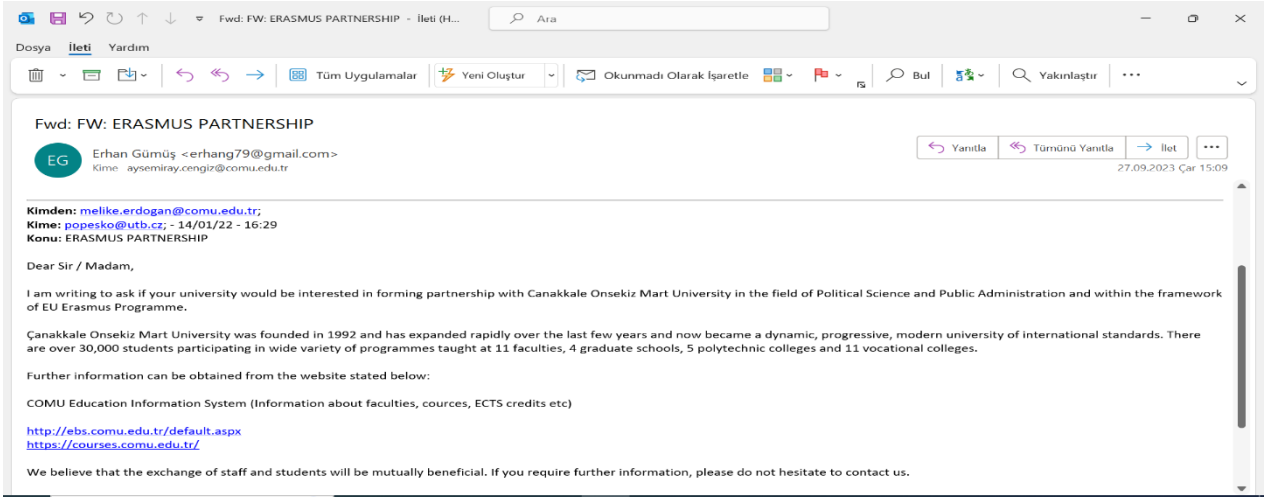 Fwd: FW: ERASMUS PARTNERSHIP - İleti (H...
Ara
Dosya İleti Yardım
Tüm Uygulamalar Yeni Oluştur Okunmadı Olarak İşaretle Bul Yakınlaştır ...
Fwd: FW: ERASMUS PARTNERSHIP
EG
Erhan Gümüş <erhang79@gmail.com>
Kime aysemiray.cengiz@comu.edu.tr
Yanıtla Tümünü Yanıtla İlet ...
27.09.2023 Çar 15:09
Kimden: melike.erdogan@comu.edu.tr;
Kime: popesko@utb.cz; - 14/01/22 - 16:29
Konu: ERASMUS PARTNERSHIP
Dear Sir / Madam,
I am writing to ask if your university would be interested in forming partnership with Canakkale Onsekiz Mart University in the field of Political Science and Public Administration and within the framework
of EU Erasmus Programme.
Çanakkale Onsekiz Mart University was founded in 1992 and has expanded rapidly over the last few years and now became a dynamic, progressive, modern university of international standards. There
are over 30,000 students participating in wide variety of programmes taught at 11 faculties, 4 graduate schools, 5 polytechnic colleges and 11 vocational colleges.
Further information can be obtained from the website stated below:
COMU Education Information System (Information about faculties, cources, ECTS credits etc)
http://ebs.comu.edu.tr/default.aspx
https://courses.comu.edu.tr/
We believe that the exchange of staff and students will be mutually beneficial. If you require further information, please do not hesitate to contact us.